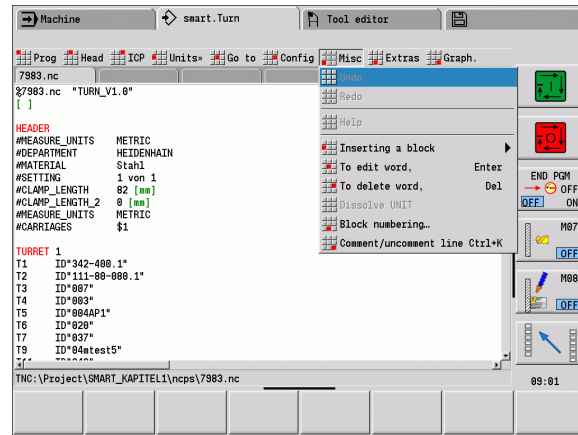 Machine
smart.Turn
Tool editor
Prog Head ICP Units» Go to Config Misc Extras Graph.
7983.nc
%7983.nc "TURN_V1.0"
[ ]
HEADER
#MEASURE_UNITS METRIC
#DEPARTMENT HEIDENHAIN
#MATERIAL Stahl
#SETTING 1 von 1
#CLAMP_LENGTH 82 [mm]
#CLAMP_LENGTH_2 0 [mm]
#MEASURE_UNITS METRIC
#CARRIAGES $1
TURRET 1
T1 ID"342-400.1"
T2 ID"111-80-080.1"
T3 ID"007"
T4 ID"003"
T5 ID"004AP1"
T6 ID"020"
T7 ID"037"
T9 ID"04mtest5"
Undo
Redo
Help
Inserting a block
To edit word, Enter
To delete word, Del
Dissolve UNIT
Block numbering…
Comment/uncomment line Ctrl+K
TNC:\Project\SMART_KAPITEL1\ncps\7983.nc
END PGM
OFF
OFF ON
M07
OFF
M08
OFF
09:01